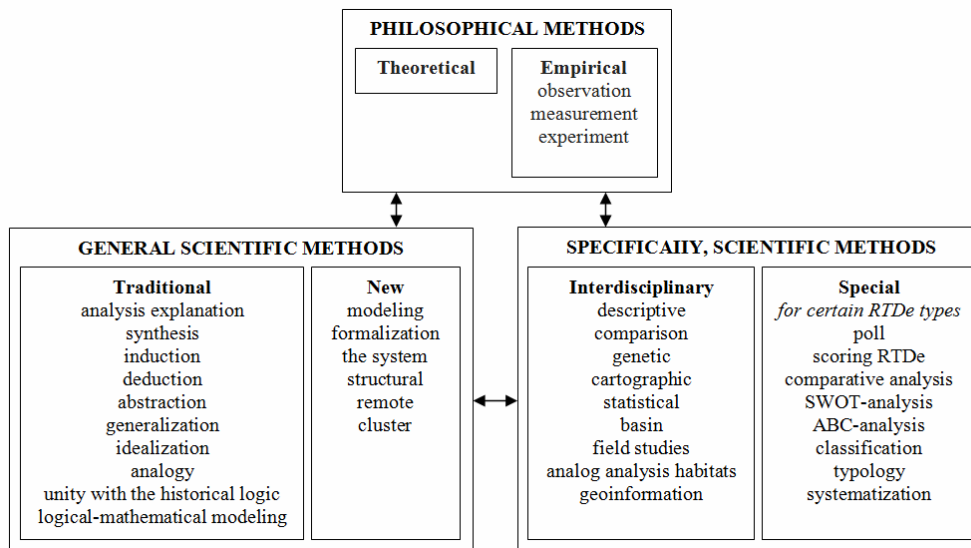 PHILOSOPHICAL METHODS
Theoretical
Empirical
observation
measurement
experiment
GENERAL SCIENTIFIC METHODS
Traditional
analysis explanation
synthesis
induction
deduction
abstraction
generalization
idealization
analogy
unity with the historical logic
logical-mathematical modeling
New
modeling
formalization
the system
structural
remote
cluster
SPECIFICAIIY, SCIENTIFIC METHODS
Interdisciplinary
descriptive
comparison
genetic
cartographic
statistical
basin
field studies
analog analysis habitats
geoinformation
Special
for certain RTDe types
poll
scoring RTDe
comparative analysis
SWOT-analysis
ABC-analysis
classification
typology
systematization